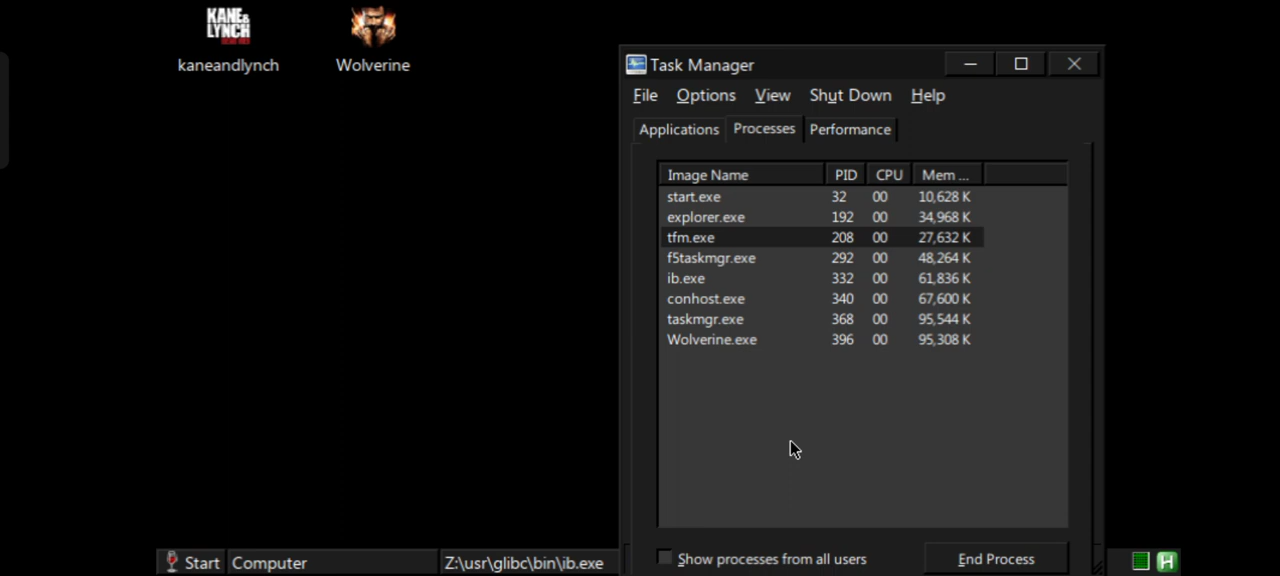 KANE&
LYNCH
kaneandlynch
Wolverine
Task Manager
File Options View Shut Down Help
Applications Processes Performance
Image Name PID CPU Mem ...
start.exe 32 00 10,628 K
explorer.exe 192 00 34,968 K
tfm.exe 208 00 27,632 K
f5taskmgr.exe 292 00 48,264 K
ib.exe 332 00 61,836 K
conhost.exe 340 00 67,600 K
taskmgr.exe 368 00 95,544 K
Wolverine.exe 396 00 95,308 K
Show processes from all users End Process
Start Computer Z:\usr\glibc\bin\ib.exe
H